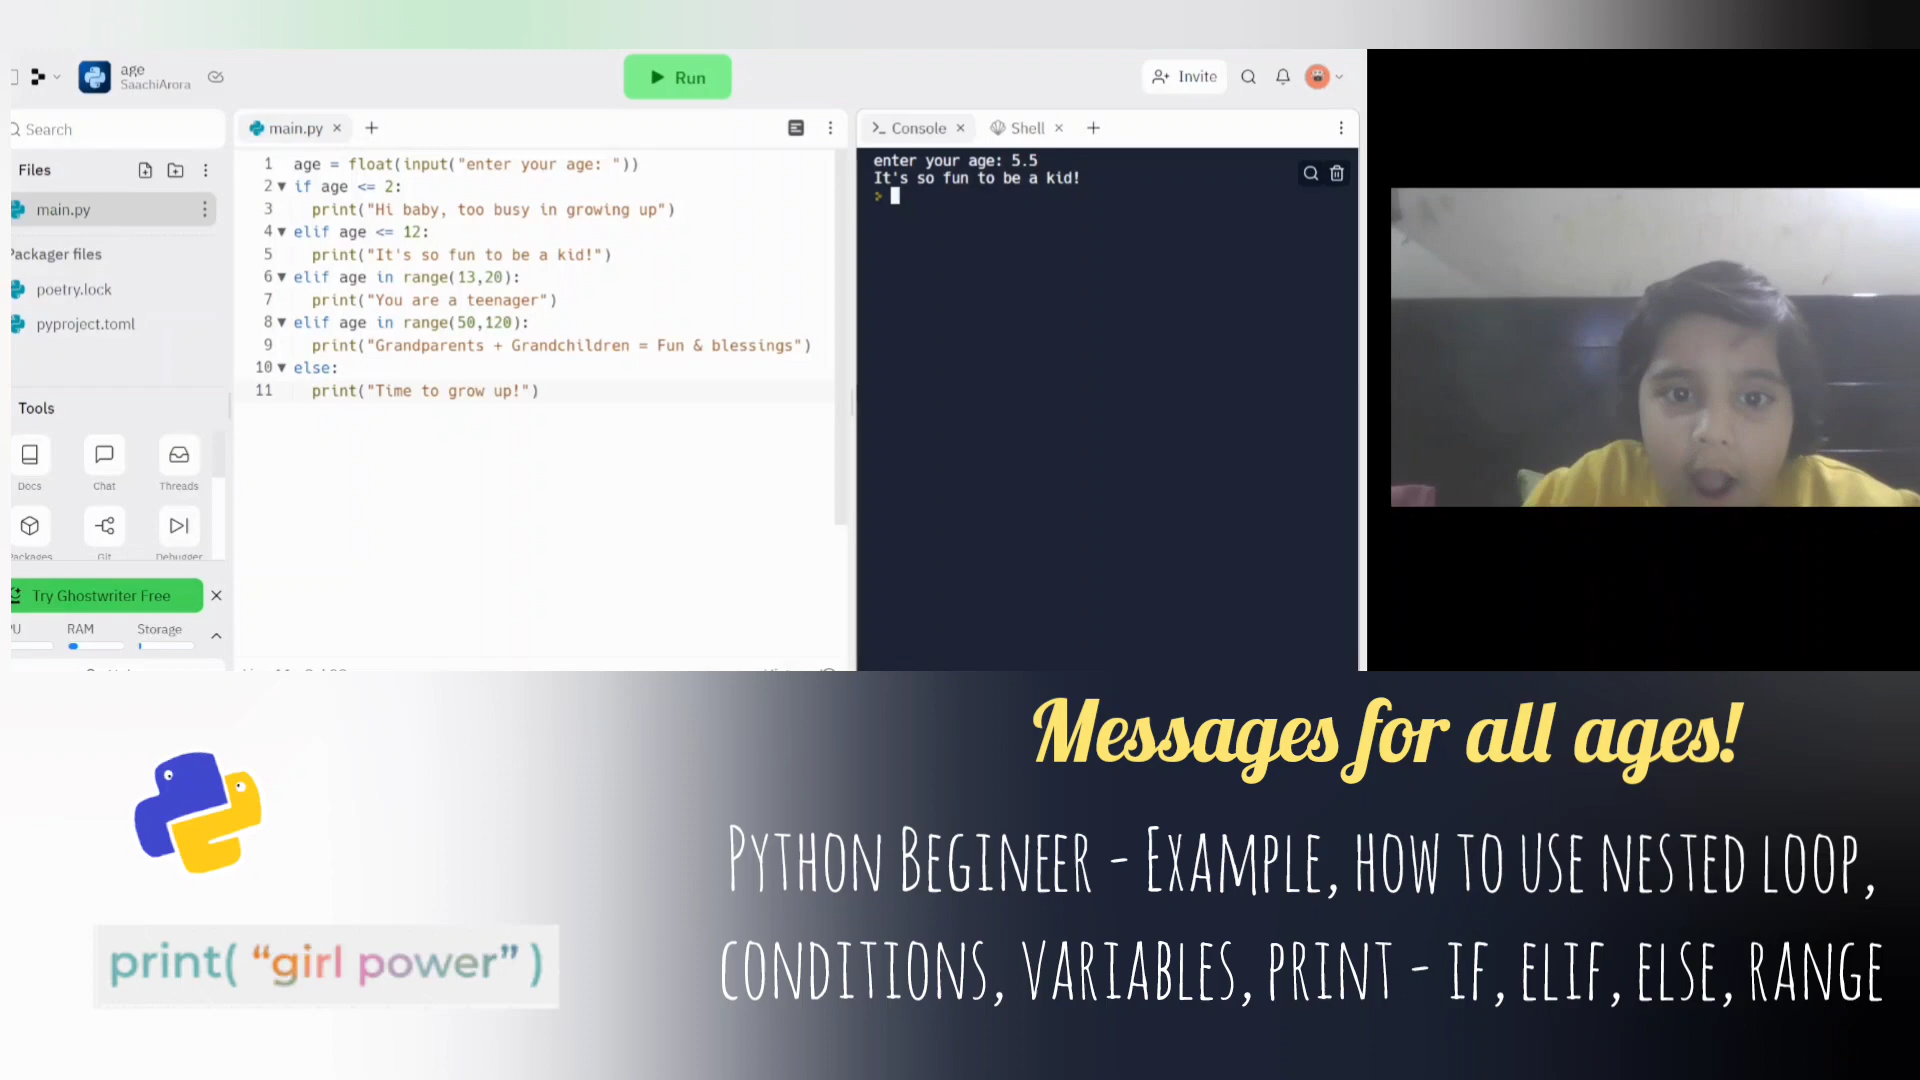 age
SaachiArora
Run
Invite
Search
main.py
Console
Shell
Files
main.py
Packager files
poetry.lock
pyproject.toml
Tools
Docs
Chat
Threads
Packages
Git
Debugger
Try Ghostwriter Free
RAM
Storage
1 age = float(input("enter your age: "))
2 if age <= 2:
3 print("Hi baby, too busy in growing up")
4 elif age <= 12:
5 print("It's so fun to be a kid!")
6 elif age in range(13,20):
7 print("You are a teenager")
8 elif age in range(50,120):
9 print("Grandparents + Grandchildren = Fun & blessings")
10 else:
11 print("Time to grow up!")
enter your age: 5.5
It's so fun to be a kid!
>
Messages for all ages!
Python Begineer - Example, how to use nested loop,
conditions, variables, print - if, elif, else, range
print( “girl power” )